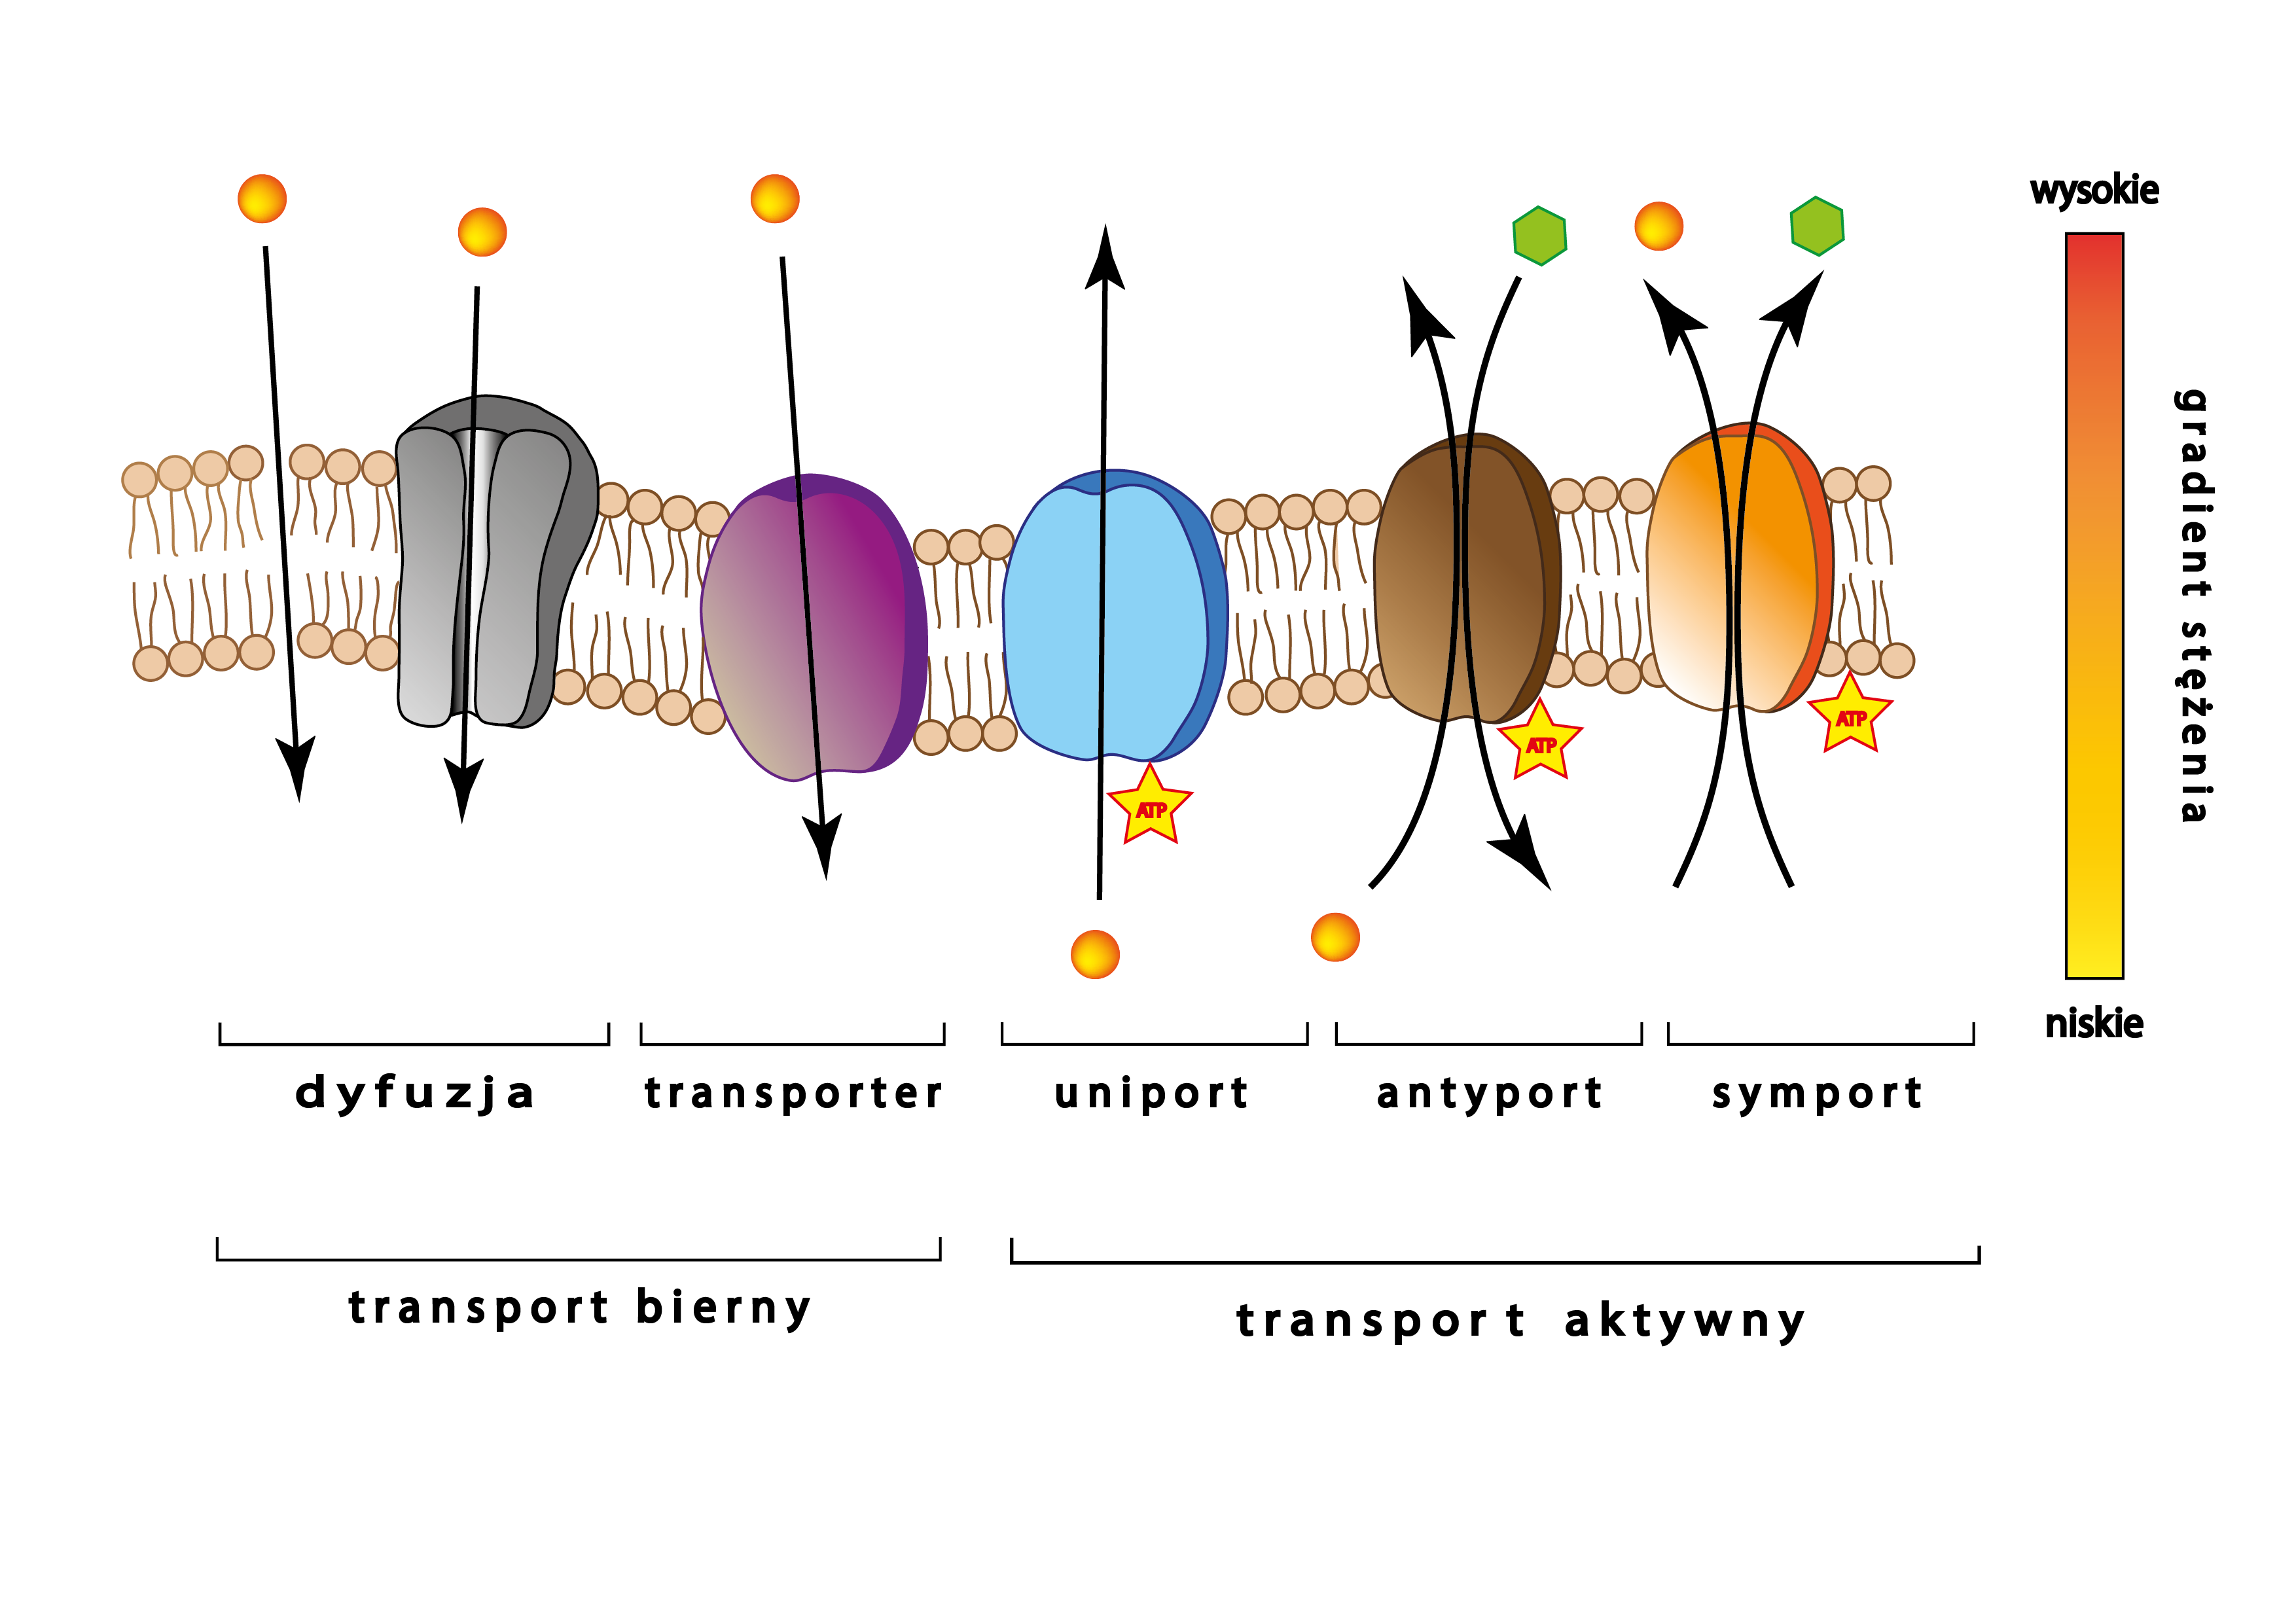 wysokie
gradient stężenia
ATP
ATP
ATP
niskie
dyfuzja
transporter
uniport
antyport
symport
transport bierny
transport aktywny